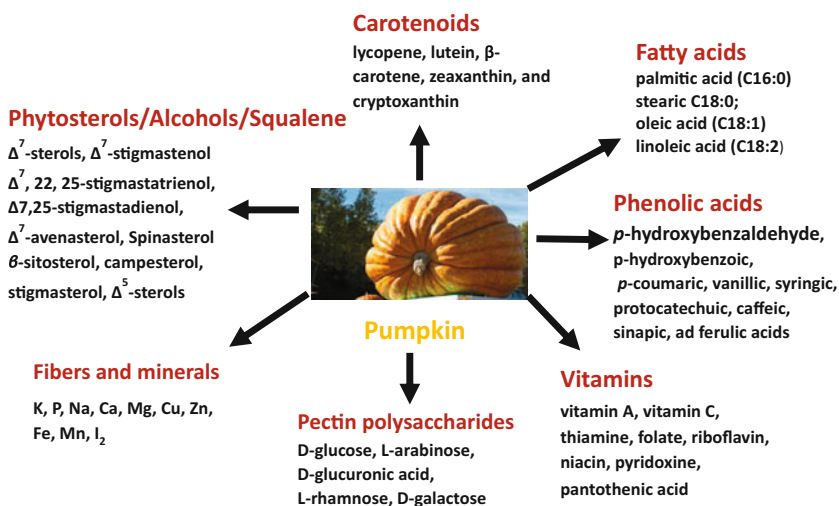 Carotenoids
lycopene, lutein, β-
carotene, zeaxanthin, and
cryptoxanthin
Fatty acids
palmitic acid (C16:0)
stearic C18:0;
oleic acid (C18:1)
linoleic acid (C18:2)
Phytosterols/Alcohols/Squalene
Δ⁷-sterols, Δ⁷-stigmastenol
Δ⁷, 22, 25-stigmastatrienol,
Δ7,25-stigmastadienol,
Δ⁷-avenasterol, Spinasterol
β-sitosterol, campesterol,
stigmasterol, Δ⁵-sterols
Phenolic acids
p-hydroxybenzaldehyde,
p-hydroxybenzoic,
p-coumaric, vanillic, syringic,
protocatechuic, caffeic,
sinapic, ad ferulic acids
Pumpkin
Fibers and minerals
K, P, Na, Ca, Mg, Cu, Zn,
Fe, Mn, I₂
Pectin polysaccharides
D-glucose, L-arabinose,
D-glucuronic acid,
L-rhamnose, D-galactose
Vitamins
vitamin A, vitamin C,
thiamine, folate, riboflavin,
niacin, pyridoxine,
pantothenic acid